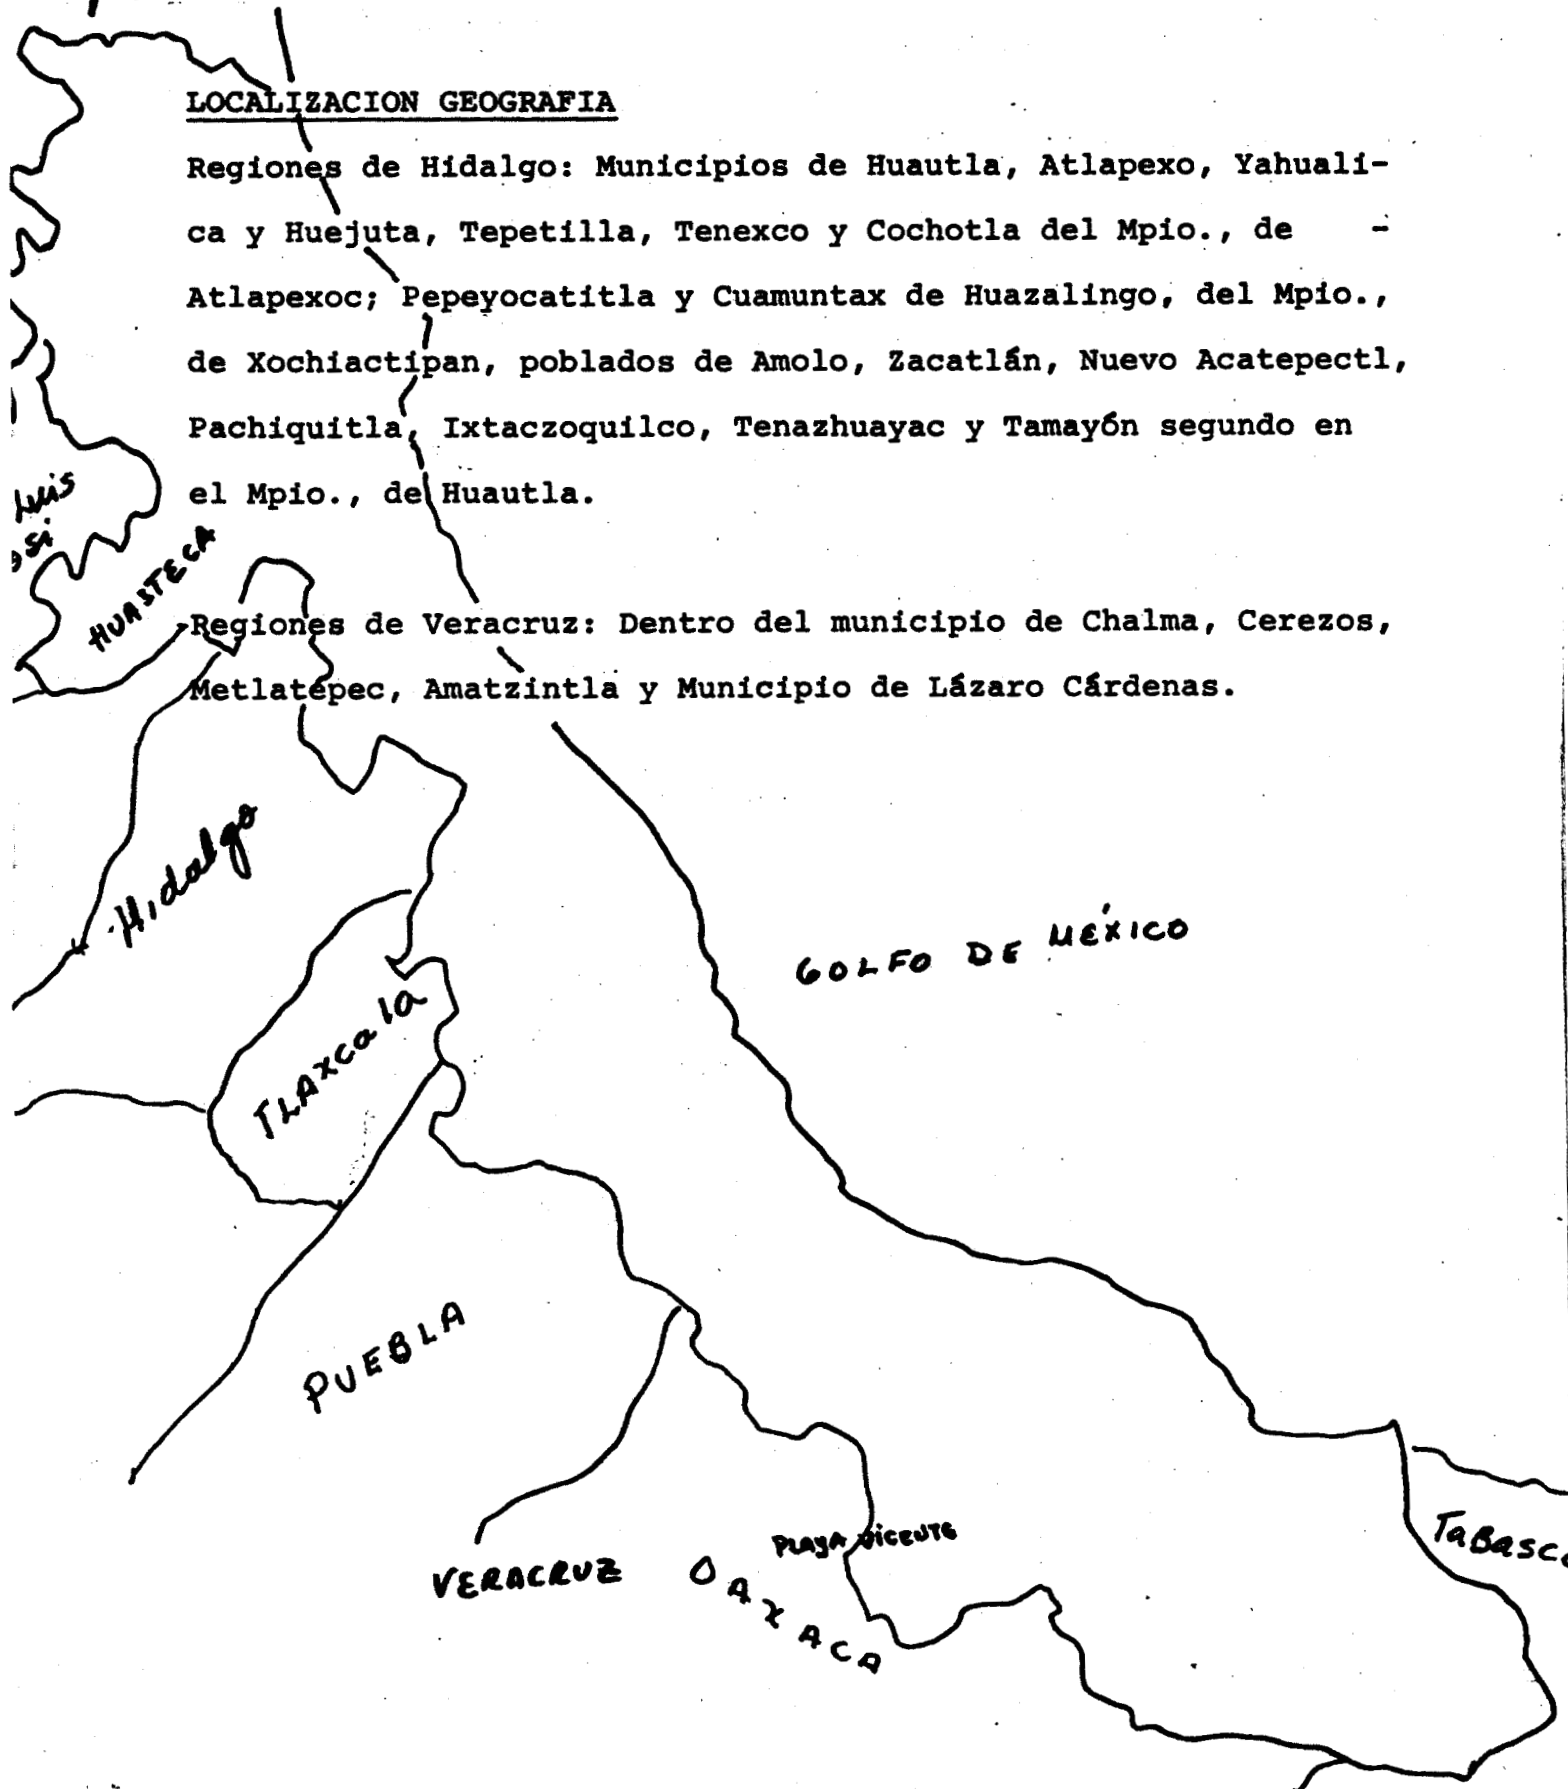 LOCALIZACION GEOGRAFIA
Regiones de Hidalgo: Municipios de Huautla, Atlapexo, Yahuali-
ca y Huejuta, Tepetilla, Tenexco y Cochotla del Mpio., de -
Atlapexoc; Pepeyocatitla y Cuamuntax de Huazalingo, del Mpio.,
de Xochiactipan, poblados de Amolo, Zacatlán, Nuevo Acatepectl,
Pachiquitla, Ixtaczoquilco, Tenazhuayac y Tamayón segundo en
el Mpio., de Huautla.
Luis
osi
HUASTECA
Regiones de Veracruz: Dentro del municipio de Chalma, Cerezos,
Metlatepec, Amatzintla y Municipio de Lázaro Cárdenas.
Hidalgo
GOLFO DE MÉXICO
TLAXcala
PUEBLA
PLAYA VICENTE
TaBasco
VERACRUZ
OAXACA